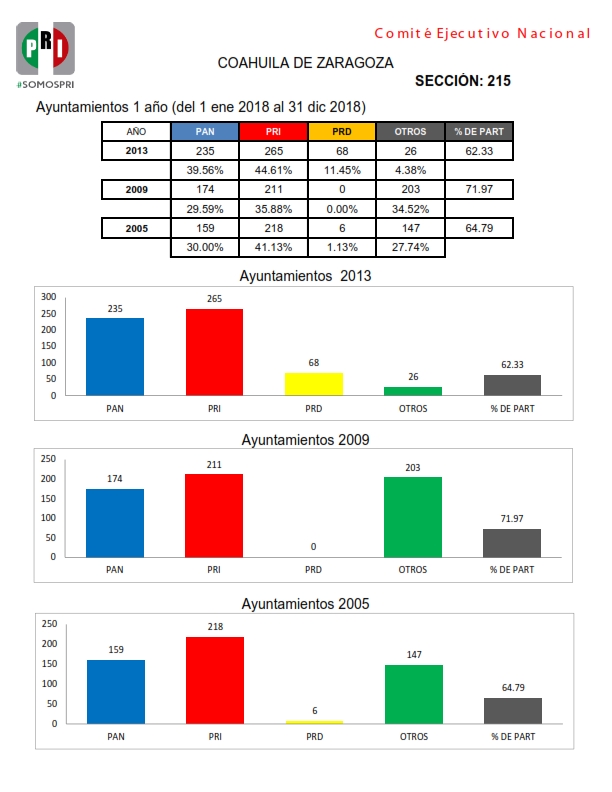 PRI
#SOMOSPRI
Comité Ejecutivo Nacional
COAHUILA DE ZARAGOZA
SECCIÓN: 215
Ayuntamientos 1 año (del 1 ene 2018 al 31 dic 2018)
AÑO PAN PRI PRD OTROS % DE PART
2013 235 265 68 26 62.33
39.56% 44.61% 11.45% 4.38%
2009 174 211 0 203 71.97
29.59% 35.88% 0.00% 34.52%
2005 159 218 6 147 64.79
30.00% 41.13% 1.13% 27.74%
Ayuntamientos 2013
300
250
200
150
100
50
0
235 265 68 26 62.33
PAN PRI PRD OTROS % DE PART
Ayuntamientos 2009
250
200
150
100
50
0
174 211 0 203 71.97
PAN PRI PRD OTROS % DE PART
Ayuntamientos 2005
250
200
150
100
50
0
159 218 6 147 64.79
PAN PRI PRD OTROS % DE PART